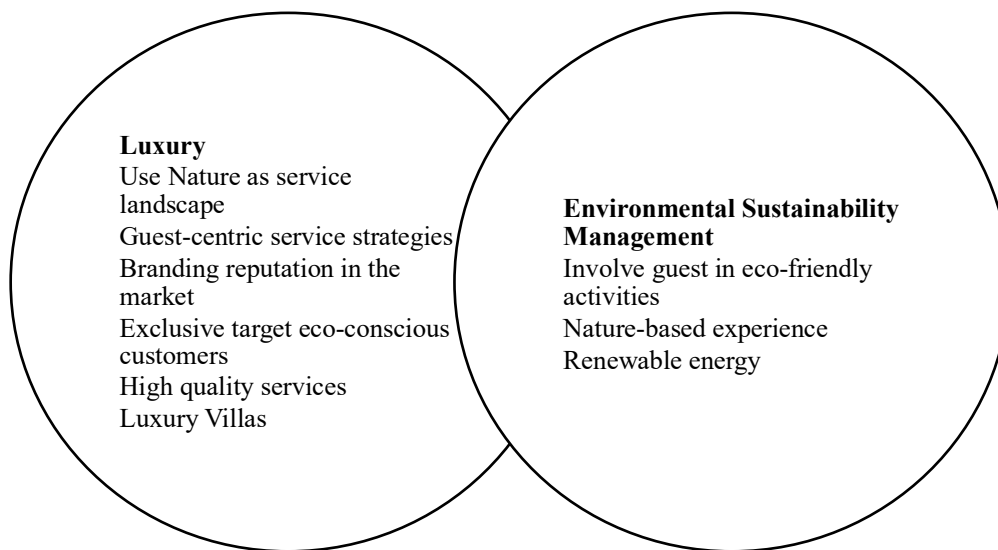 Luxury
Use Nature as service
landscape
Guest-centric service strategies
Branding reputation in the
market
Exclusive target eco-conscious
customers
High quality services
Luxury Villas
Environmental Sustainability
Management
Involve guest in eco-friendly
activities
Nature-based experience
Renewable energy